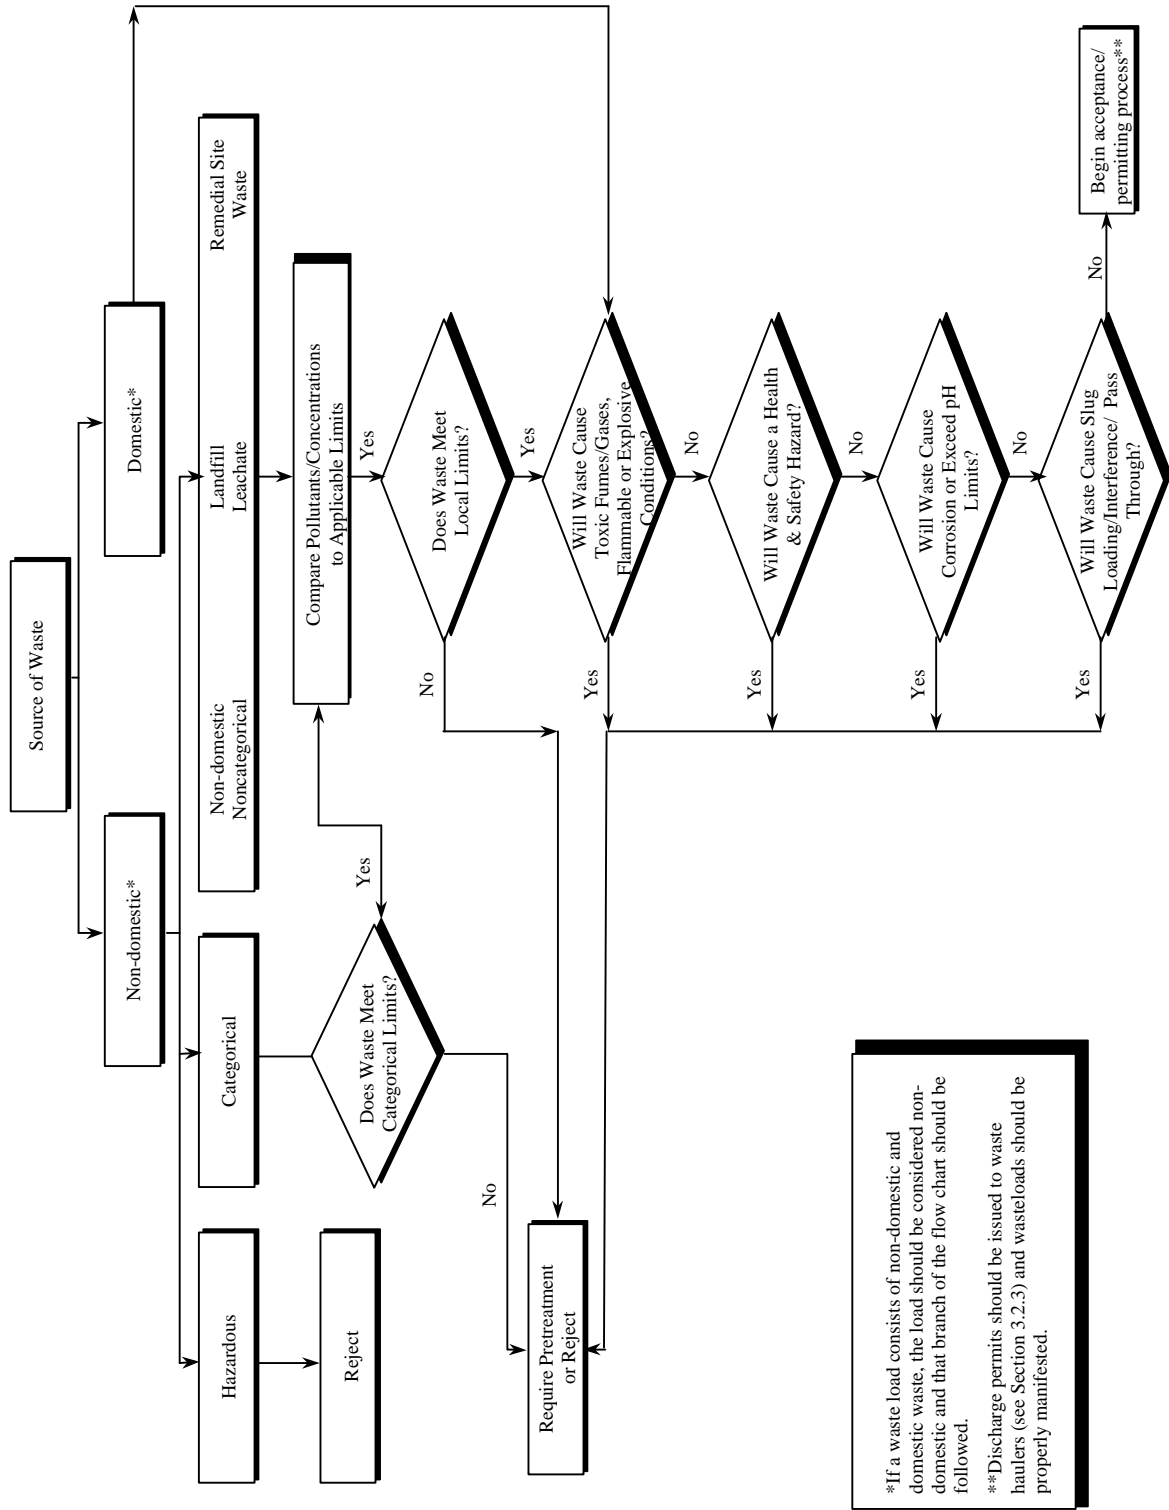 Source of Waste
Non-domestic*
Domestic*
Hazardous
Categorical
Non-domestic
Noncategorical
Landfill
Leachate
Remedial Site
Waste
Reject
Does Waste Meet
Categorical Limits?
Yes
No
Compare Pollutants/Concentrations
to Applicable Limits
Yes
Does Waste Meet
Local Limits?
No
Yes
Require Pretreatment
or Reject
Will Waste Cause
Toxic Fumes/Gases,
Flammable or Explosive
Conditions?
Yes
No
Will Waste Cause a Health
& Safety Hazard?
Yes
No
Will Waste Cause
Corrosion or Exceed pH
Limits?
Yes
No
Will Waste Cause Slug
Loading/Interference/ Pass
Through?
Yes
No
Begin acceptance/
permitting process**
*If a waste load consists of non-domestic and
domestic waste, the load should be considered non-
domestic and that branch of the flow chart should be
followed.
**Discharge permits should be issued to waste
haulers (see Section 3.2.3) and wasteloads should be
properly manifested.